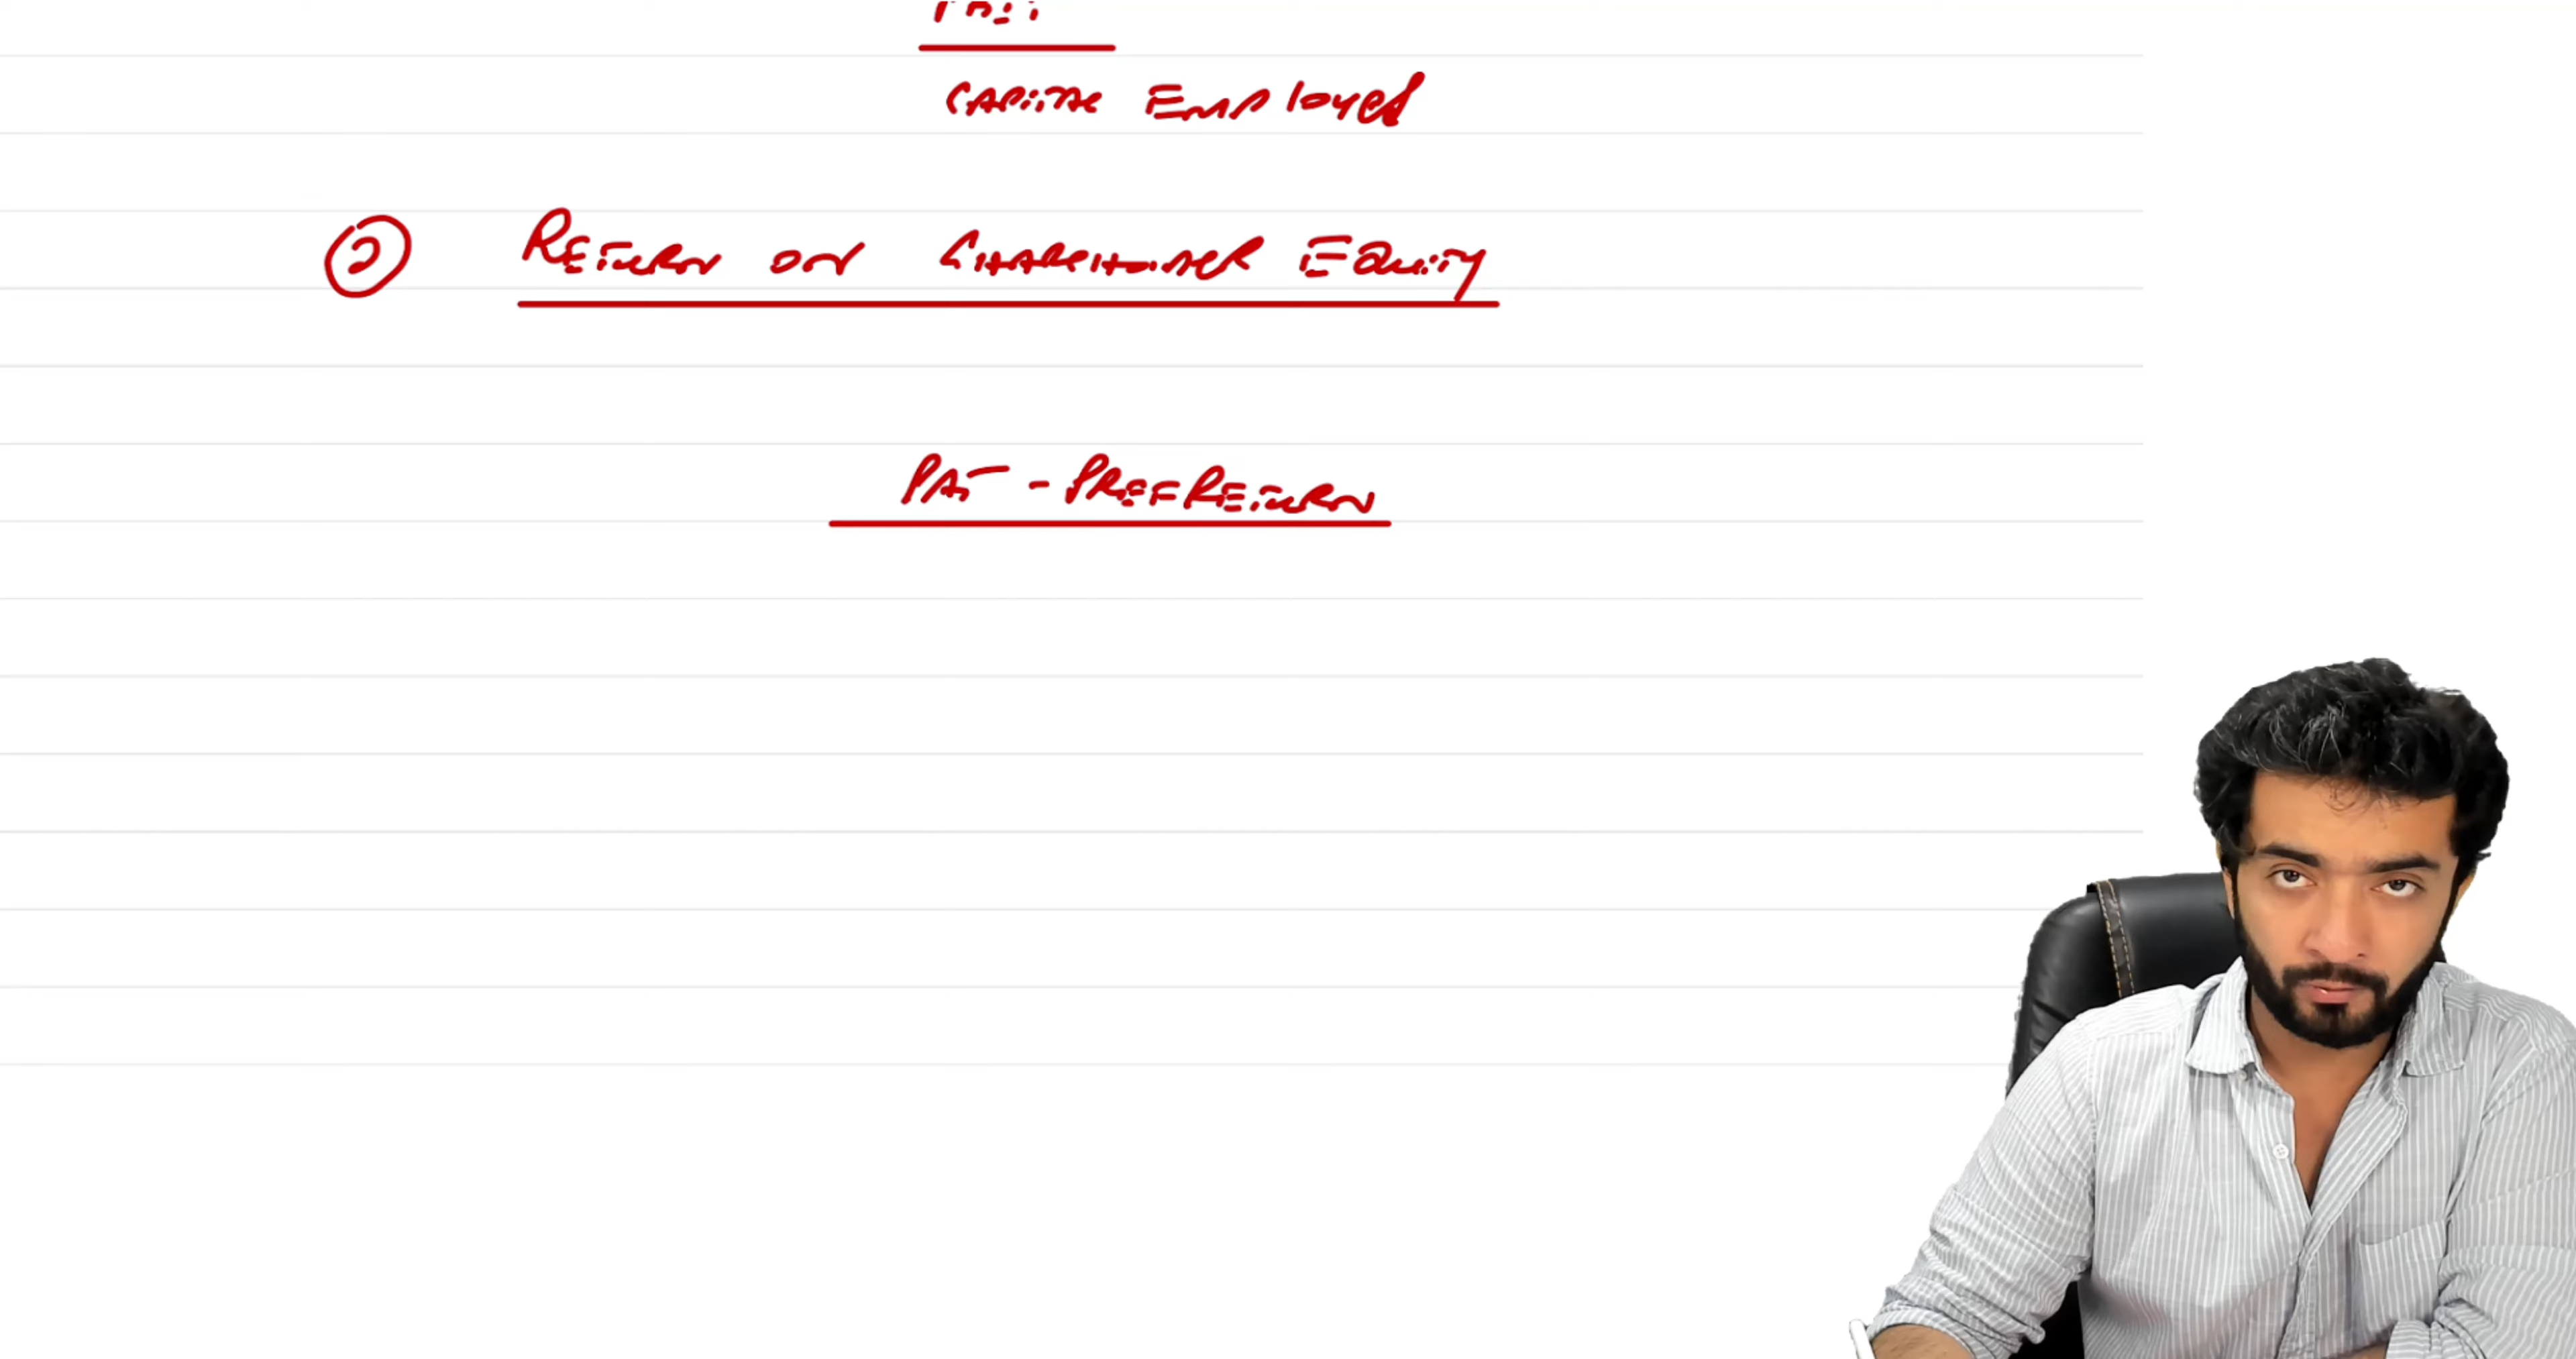 Capital Employed
② Return on Shareholder Equity
PAT - Pref Return